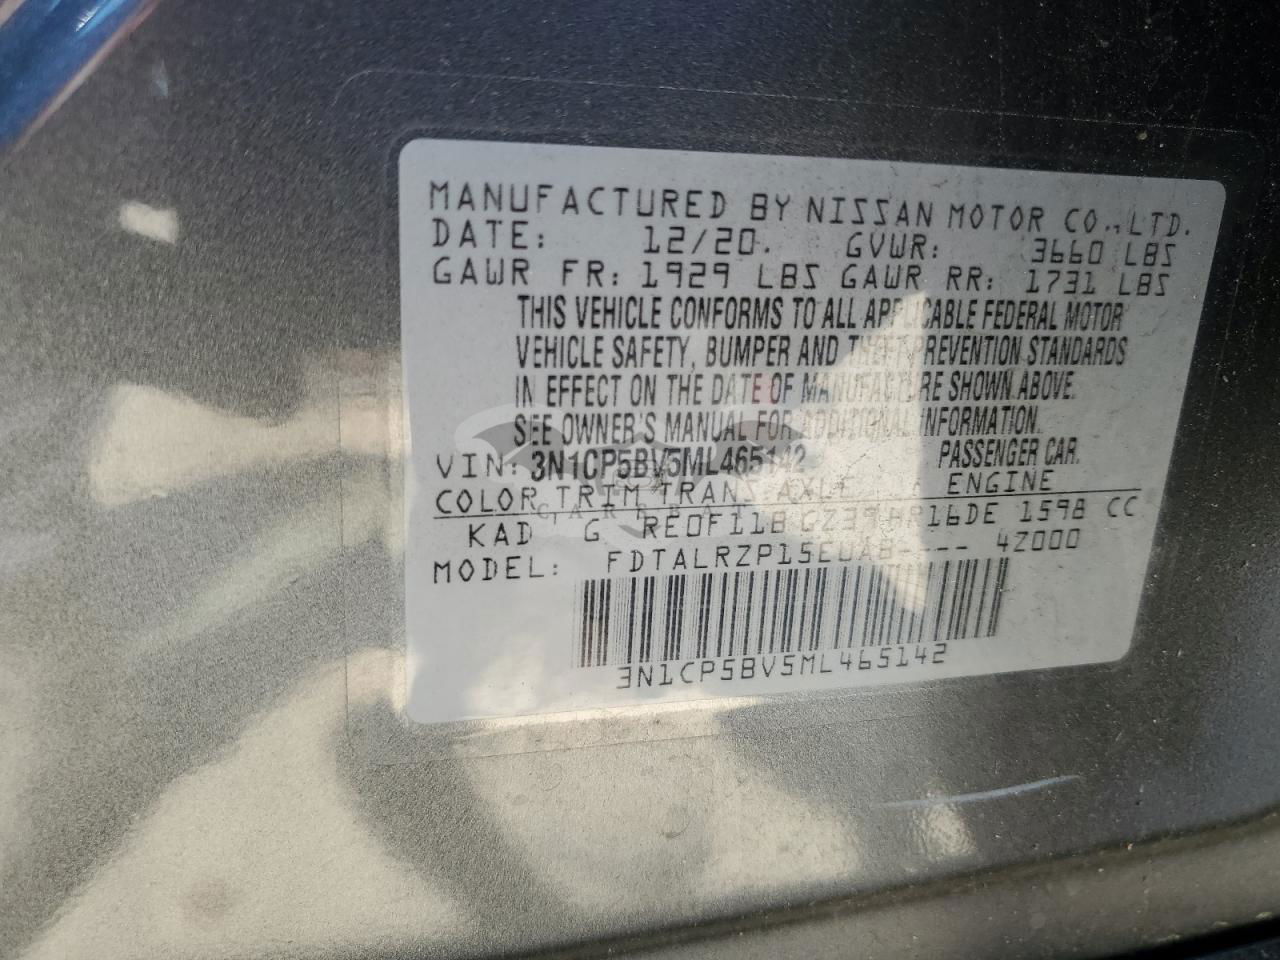 MANUFACTURED BY NISSAN MOTOR CO., LTD.
DATE: 12/20. GVWR: 3660 LBS
GAWR FR: 1929 LBS GAWR RR: 1731 LBS
THIS VEHICLE CONFORMS TO ALL APPLICABLE FEDERAL MOTOR
VEHICLE SAFETY, BUMPER AND THEFT PREVENTION STANDARDS
IN EFFECT ON THE DATE OF MANUFACTURE SHOWN ABOVE.
SEE OWNER'S MANUAL FOR ADDITIONAL INFORMATION.
VIN: 3N1CP5BV5ML465142 PASSENGER CAR.
COLOR TRIM TRANS AXLE ENGINE
KAD G RE0F11B GZ39 HR16DE 1598 CC
MODEL: FDTALRZP15EUAB---- 4Z000
3N1CP5BV5ML465142